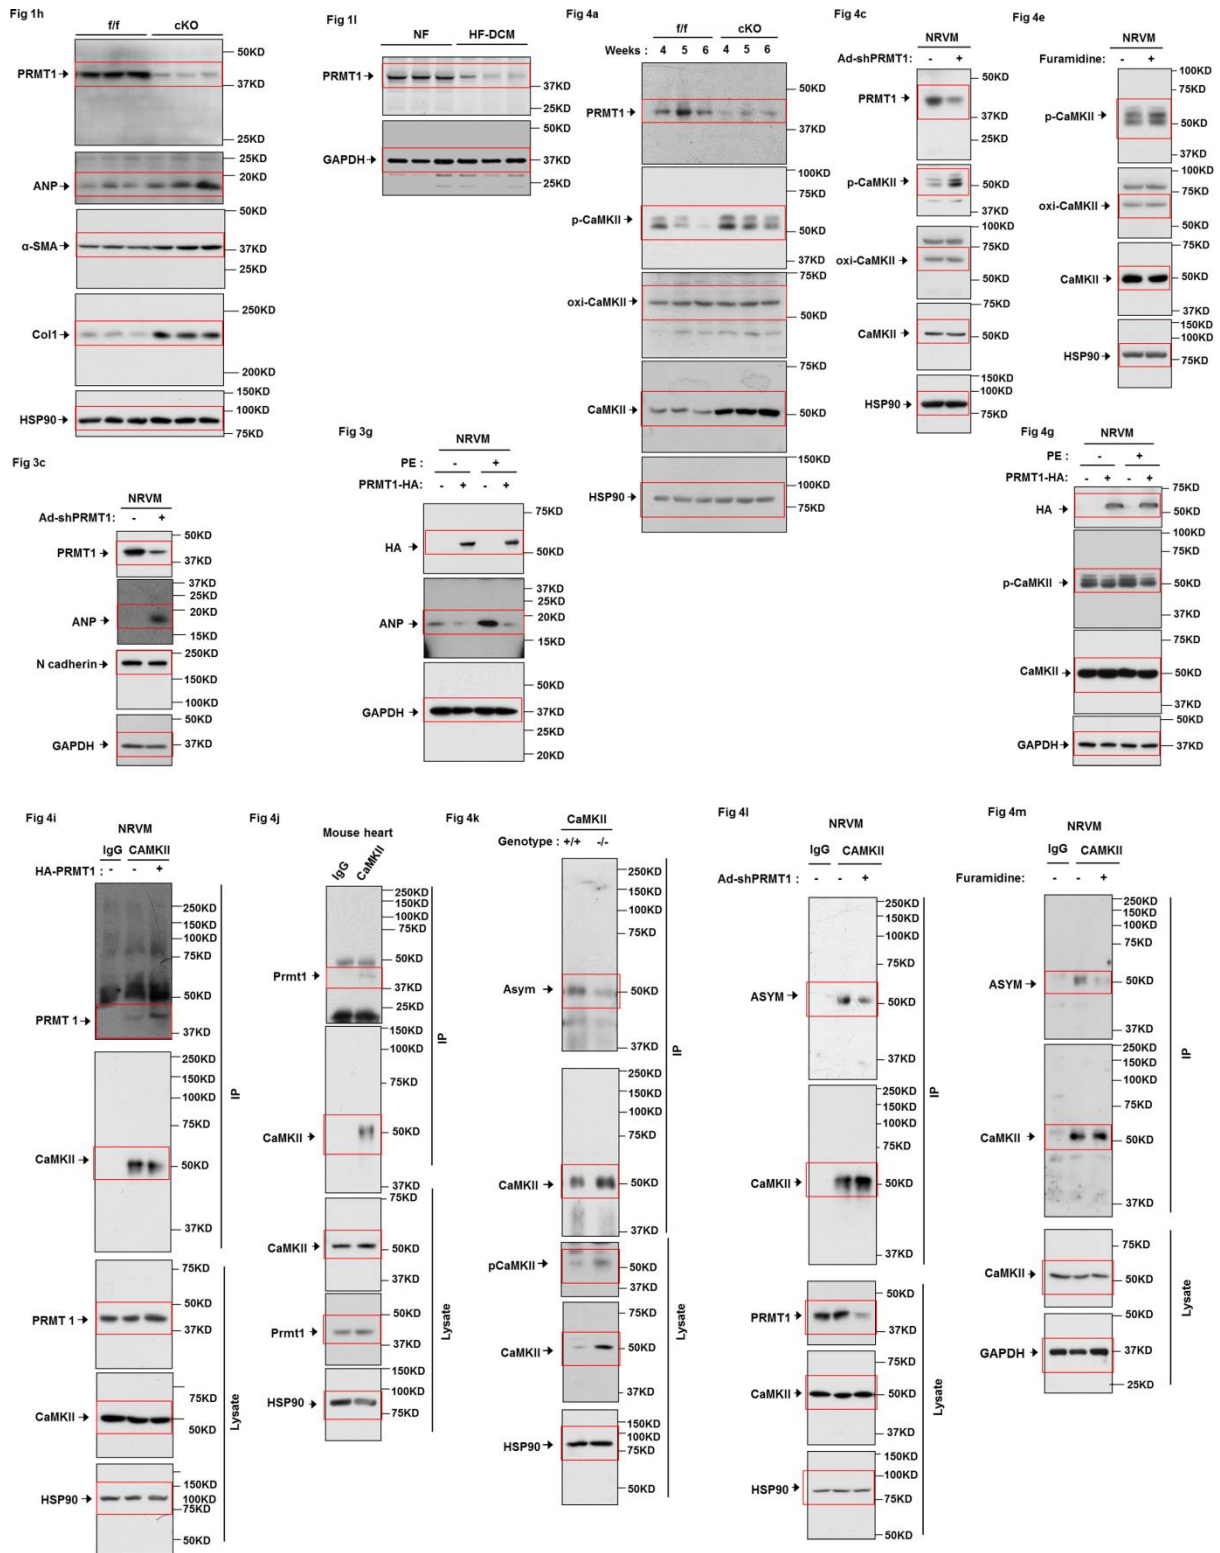 Fig 1h
f/f cKO
50KD
PRMT1
37KD
25KD
25KD
20KD
ANP
50KD
α-SMA
37KD
25KD
250KD
Col1
200KD
150KD
100KD
HSP90
75KD
Fig 1l
NF HF-DCM
50KD
PRMT1
37KD
25KD
50KD
GAPDH
37KD
25KD
Fig 4a
f/f cKO
Weeks : 4 5 6 4 5 6
50KD
PRMT1
37KD
100KD
75KD
p-CaMKII
50KD
37KD
75KD
oxi-CaMKII
50KD
75KD
CaMKII
50KD
37KD
150KD
100KD
HSP90
75KD
Fig 4c
NRVM
Ad-shPRMT1: - +
50KD
PRMT1
37KD
25KD
75KD
p-CaMKII
50KD
37KD
100KD
75KD
oxi-CaMKII
50KD
75KD
CaMKII
50KD
37KD
150KD
100KD
HSP90
75KD
Fig 4e
NRVM
Furamidine: - +
100KD
75KD
p-CaMKII
50KD
37KD
100KD
75KD
oxi-CaMKII
50KD
75KD
CaMKII
50KD
37KD
150KD
100KD
HSP90
75KD
Fig 3c
NRVM
Ad-shPRMT1: - +
50KD
PRMT1
37KD
37KD
25KD
20KD
ANP
15KD
250KD
N cadherin
150KD
100KD
50KD
GAPDH
37KD
Fig 3g
NRVM
PE : - +
PRMT1-HA: - + - +
75KD
HA
50KD
37KD
25KD
20KD
ANP
15KD
50KD
GAPDH
37KD
25KD
20KD
Fig 4g
NRVM
PE - +
PRMT1-HA: - + - +
75KD
HA
50KD
100KD
75KD
p-CaMKII
50KD
37KD
75KD
CaMKII
50KD
37KD
50KD
GAPDH
37KD
Fig 4i
NRVM
IgG CAMKII
HA-PRMT1 : - - +
250KD
150KD
100KD
75KD
50KD
PRMT 1
37KD
250KD
150KD
100KD
75KD
CaMKII
50KD
37KD
IP
75KD
50KD
PRMT 1
37KD
75KD
CaMKII
50KD
150KD
HSP90
100KD
75KD
50KD
Lysate
Fig 4j
Mouse heart
IgG CaMKII
250KD
150KD
100KD
75KD
50KD
Prmt1
37KD
25KD
150KD
100KD
75KD
CaMKII
50KD
37KD
IP
75KD
CaMKII
50KD
37KD
50KD
Prmt1
37KD
150KD
100KD
HSP90
75KD
Lysate
Fig 4k
CaMKII
Genotype : +/+ -/-
250KD
150KD
100KD
75KD
Asym
50KD
37KD
250KD
150KD
100KD
75KD
CaMKII
50KD
37KD
IP
pCaMKII
50KD
37KD
75KD
CaMKII
50KD
37KD
150KD
100KD
HSP90
75KD
50KD
Lysate
Fig 4l
NRVM
IgG CAMKII
Ad-shPRMT1 : - - +
250KD
150KD
100KD
75KD
ASYM
50KD
37KD
250KD
150KD
100KD
75KD
CaMKII
50KD
37KD
IP
50KD
PRMT1
37KD
75KD
CaMKII
50KD
37KD
150KD
100KD
HSP90
75KD
50KD
Lysate
Fig 4m
NRVM
IgG CAMKII
Furamidine: - - +
250KD
150KD
100KD
75KD
ASYM
50KD
37KD
250KD
150KD
100KD
75KD
CaMKII
50KD
37KD
IP
75KD
CaMKII
50KD
50KD
GAPDH
37KD
25KD
Lysate